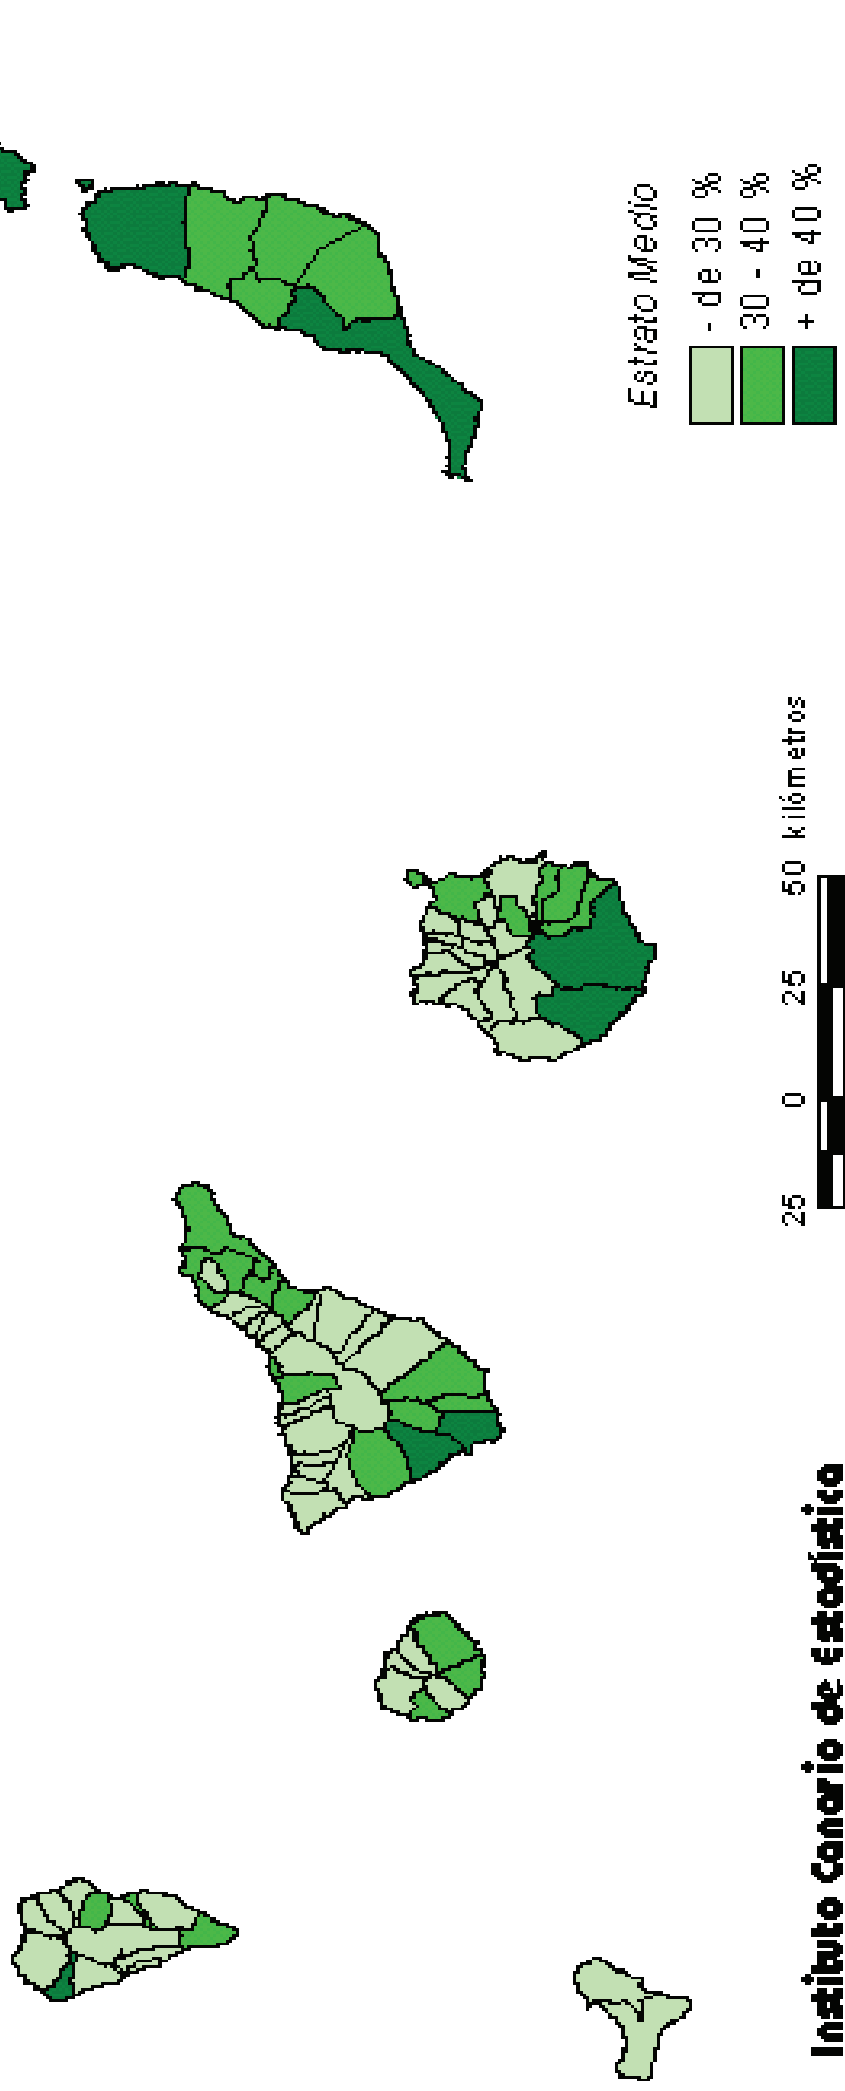 Estrato Medio
- de 30 %
30 - 40 %
+ de 40 %
25 0 25 50 kilómetros
Instituto Canario de Estadística